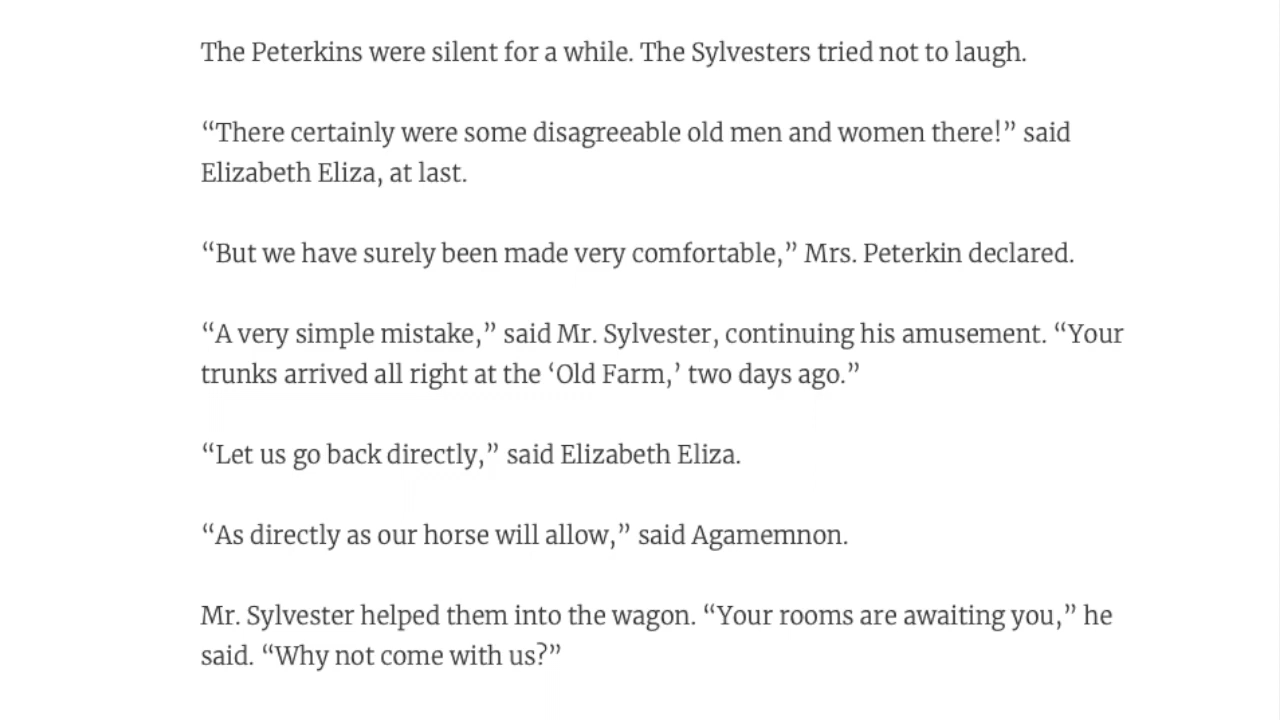 The Peterkins were silent for a while. The Sylvesters tried not to laugh.
“There certainly were some disagreeable old men and women there!” said
Elizabeth Eliza, at last.
“But we have surely been made very comfortable,” Mrs. Peterkin declared.
“A very simple mistake,” said Mr. Sylvester, continuing his amusement. “Your
trunks arrived all right at the ‘Old Farm,’ two days ago.”
“Let us go back directly,” said Elizabeth Eliza.
“As directly as our horse will allow,” said Agamemnon.
Mr. Sylvester helped them into the wagon. “Your rooms are awaiting you,” he
said. “Why not come with us?”